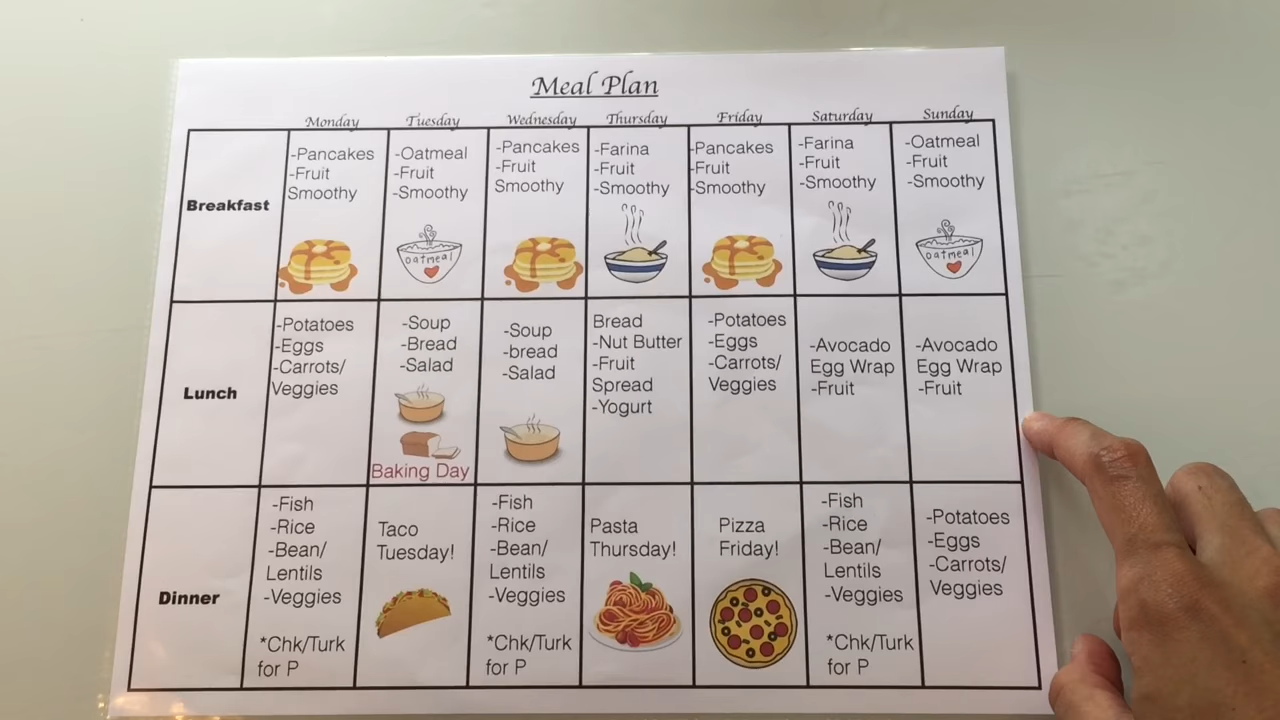 Meal Plan
Monday Tuesday Wednesday Thursday Friday Saturday Sunday
Breakfast
-Pancakes
-Fruit
Smoothy
-Oatmeal
-Fruit
-Smoothy
oatmeal
-Pancakes
-Fruit
Smoothy
-Farina
-Fruit
-Smoothy
-Pancakes
-Fruit
-Smoothy
-Farina
-Fruit
-Smoothy
-Oatmeal
-Fruit
-Smoothy
oatmeal
Lunch
-Potatoes
-Eggs
-Carrots/
Veggies
-Soup
-Bread
-Salad
Baking Day
-Soup
-bread
-Salad
Bread
-Nut Butter
-Fruit
Spread
-Yogurt
-Potatoes
-Eggs
-Carrots/
Veggies
-Avocado
Egg Wrap
-Fruit
-Avocado
Egg Wrap
-Fruit
Dinner
-Fish
-Rice
-Bean/
Lentils
-Veggies
*Chk/Turk
for P
Taco
Tuesday!
-Fish
-Rice
-Bean/
Lentils
-Veggies
*Chk/Turk
for P
Pasta
Thursday!
Pizza
Friday!
-Fish
-Rice
-Bean/
Lentils
-Veggies
*Chk/Turk
for P
-Potatoes
-Eggs
-Carrots/
Veggies